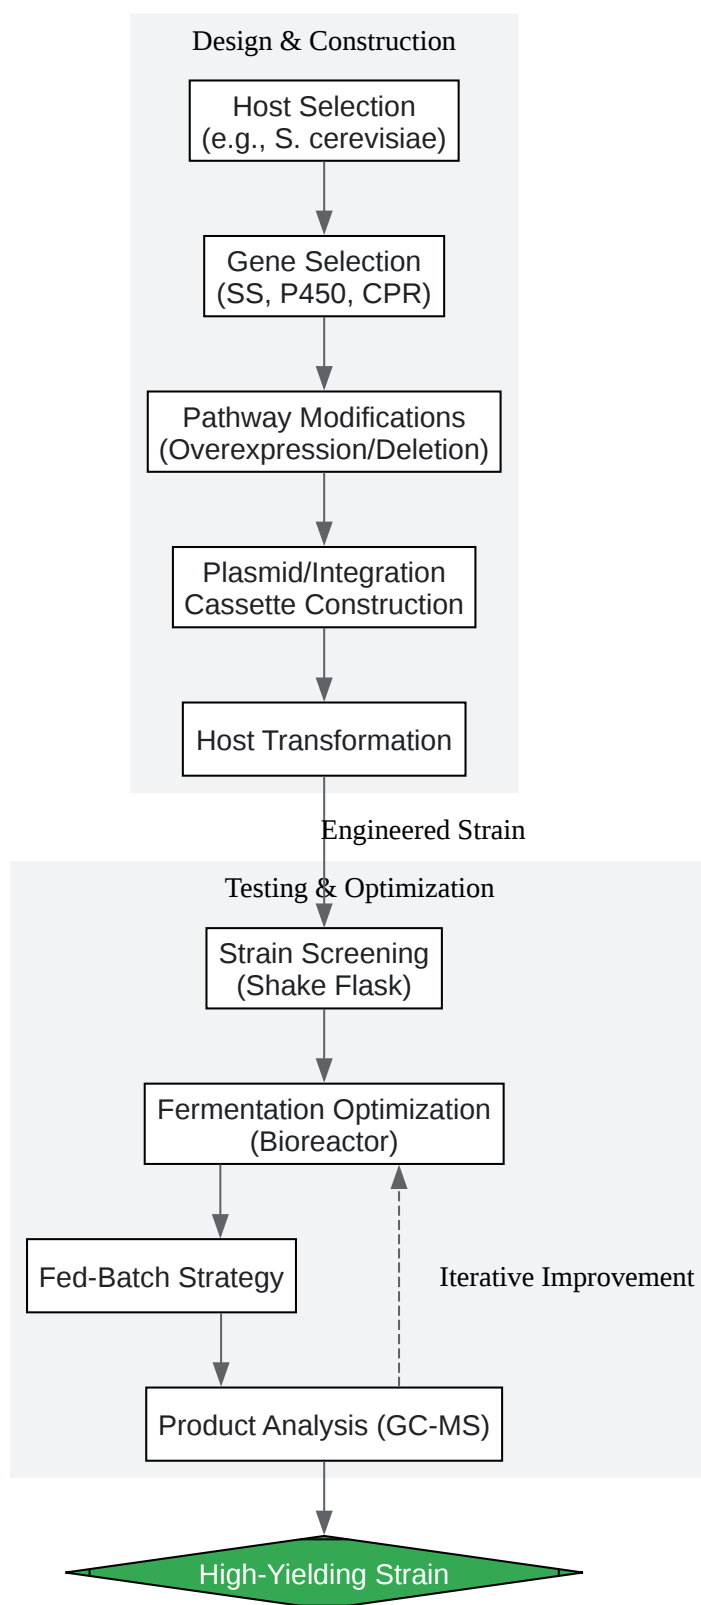 Design & Construction
Host Selection
(e.g., S. cerevisiae)
Gene Selection
(SS, P450, CPR)
Pathway Modifications
(Overexpression/Deletion)
Plasmid/Integration
Cassette Construction
Host Transformation
Engineered Strain
Testing & Optimization
Strain Screening
(Shake Flask)
Fermentation Optimization
(Bioreactor)
Fed-Batch Strategy
Iterative Improvement
Product Analysis (GC-MS)
High-Yielding Strain